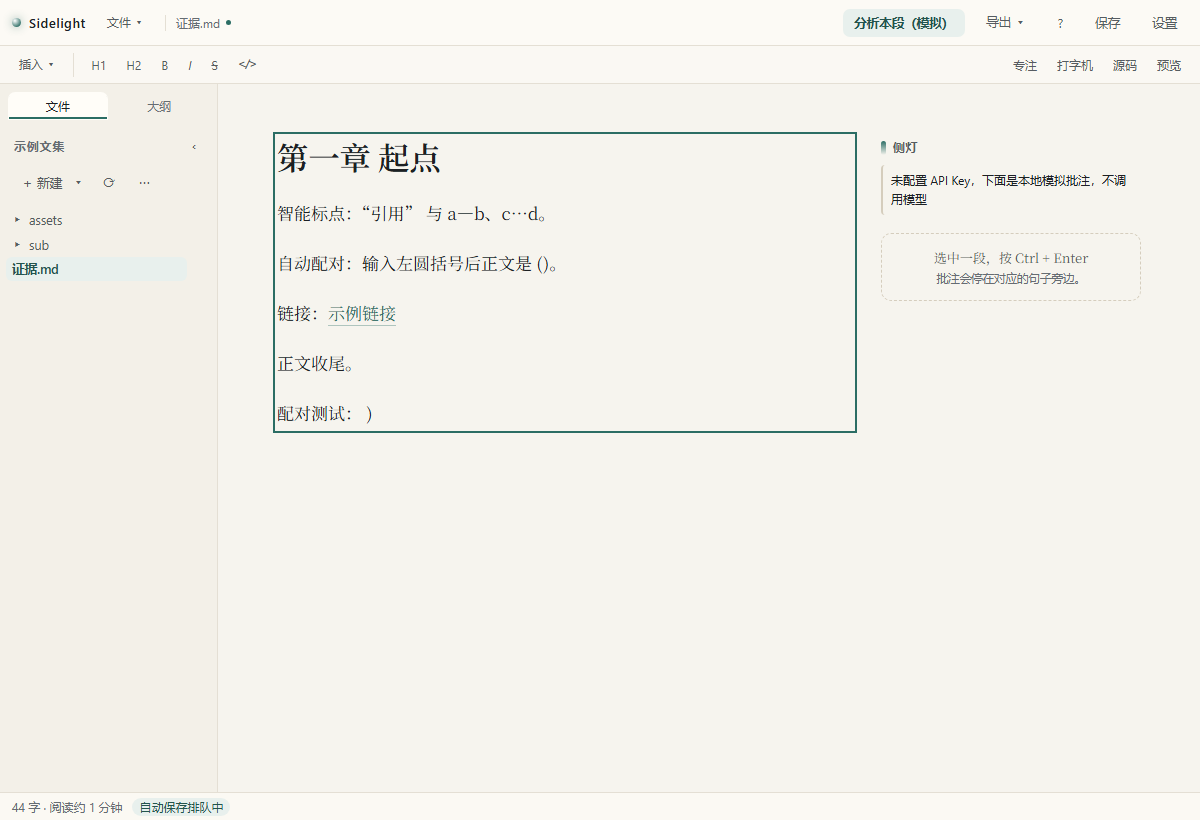 Sidelight 文件 证据.md 分析本段（模拟） 导出 ? 保存 设置
插入 H1 H2 B I S </> 专注 打字机 源码 预览
文件 大纲
示例文集 ‹
+ 新建 ⟳ ···
assets
sub
证据.md
第一章 起点
智能标点：“引用” 与 a—b、c…d。
自动配对：输入左圆括号后正文是 ()。
链接：示例链接
正文收尾。
配对测试： )
侧灯
未配置 API Key，下面是本地模拟批注，不调
用模型
选中一段，按 Ctrl + Enter
批注会停在对应的句子旁边。
44 字 · 阅读约 1 分钟 自动保存排队中